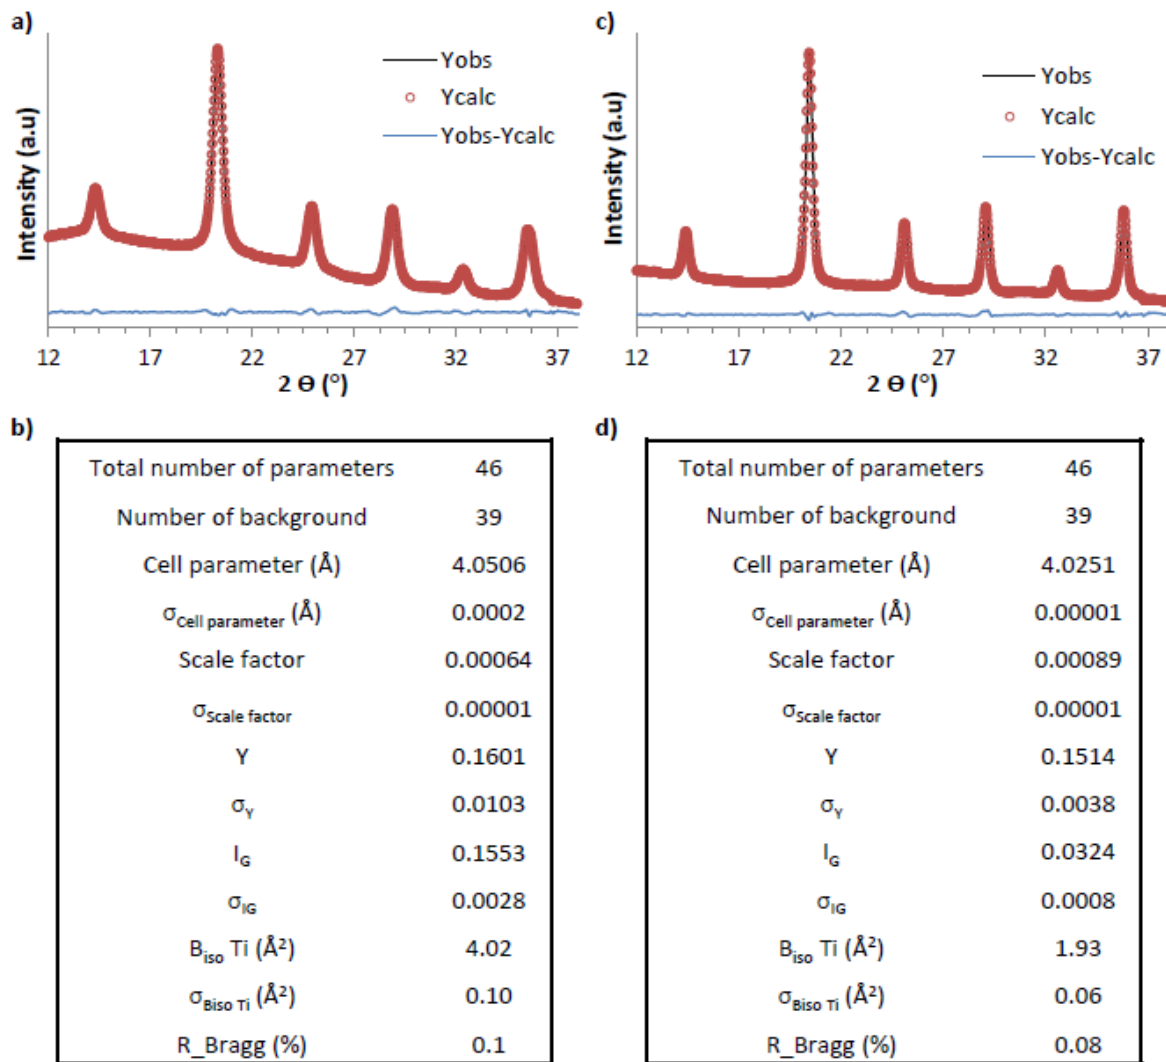 a)
Intensity (a.u)
Yobs
Ycalc
Yobs-Ycalc
12 17 22 27 32 37
2 Θ (°)
c)
Intensity (a.u)
Yobs
Ycalc
Yobs-Ycalc
12 17 22 27 32 37
2 Θ (°)
b)
Total number of parameters 46
Number of background 39
Cell parameter (Å) 4.0506
σCell parameter (Å) 0.0002
Scale factor 0.00064
σScale factor 0.00001
Y 0.1601
σY 0.0103
IG 0.1553
σIG 0.0028
Biso Ti (Å²) 4.02
σBiso Ti (Å²) 0.10
R_Bragg (%) 0.1
d)
Total number of parameters 46
Number of background 39
Cell parameter (Å) 4.0251
σCell parameter (Å) 0.00001
Scale factor 0.00089
σScale factor 0.00001
Y 0.1514
σY 0.0038
IG 0.0324
σIG 0.0008
Biso Ti (Å²) 1.93
σBiso Ti (Å²) 0.06
R_Bragg (%) 0.08